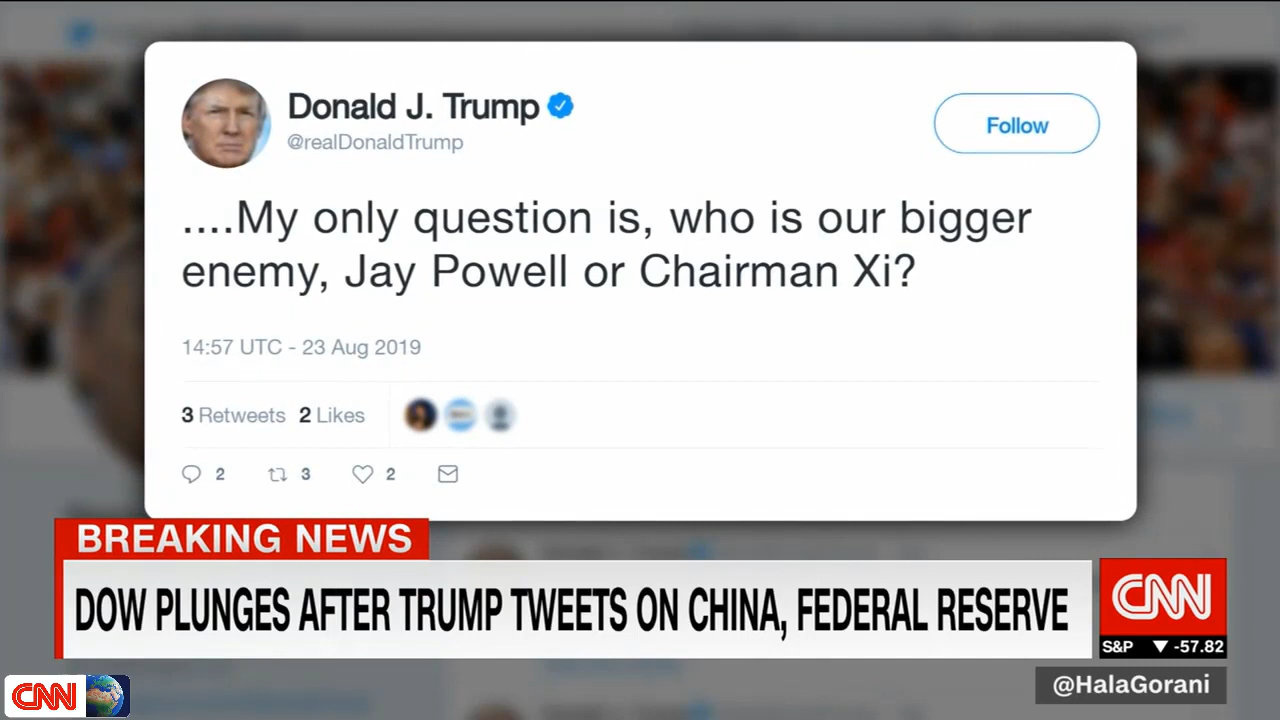 Donald J. Trump
@realDonaldTrump
Follow
....My only question is, who is our bigger
enemy, Jay Powell or Chairman Xi?
14:57 UTC - 23 Aug 2019
3 Retweets 2 Likes
2 3 2
BREAKING NEWS
DOW PLUNGES AFTER TRUMP TWEETS ON CHINA, FEDERAL RESERVE
CNN
S&P ▼ -57.82
CNN
@HalaGorani